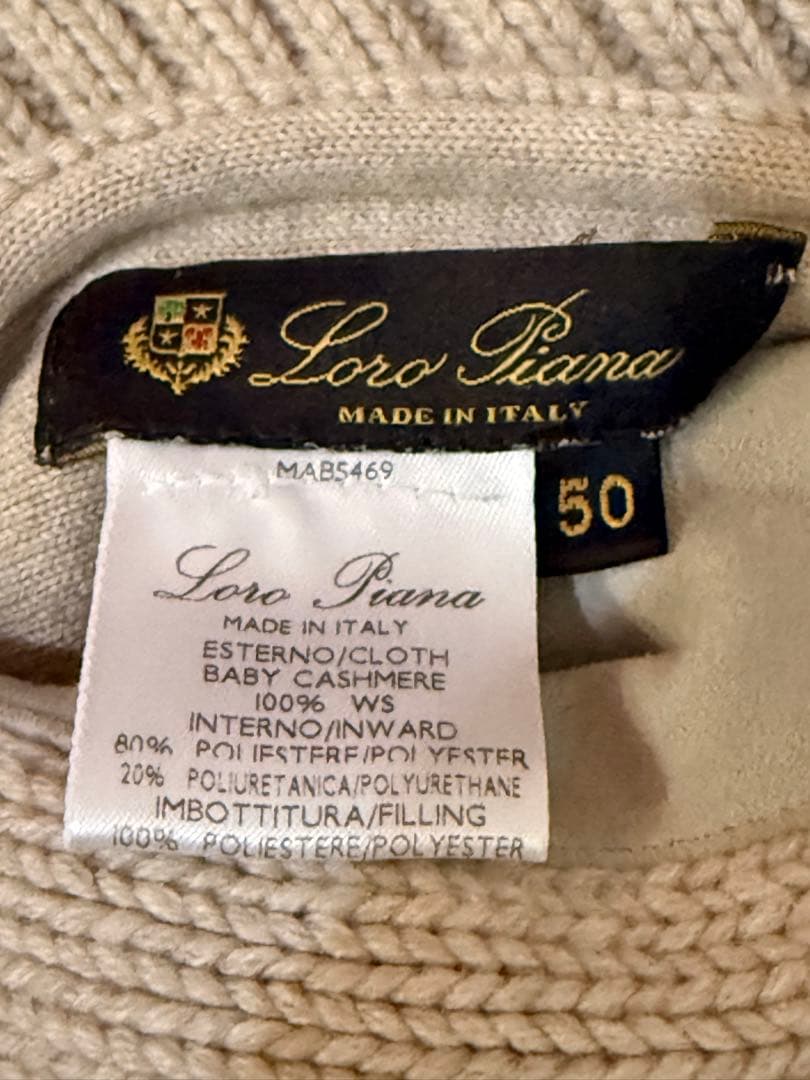 Loro Piana
MADE IN ITALY
50
MAB5469
Loro Piana
MADE IN ITALY
ESTERNO/CLOTH
BABY CASHMERE
100% WS
INTERNO/INWARD
80% POLIESTERE/POLYESTER
20% POLIURETANICA/POLYURETHANE
IMBOTTITURA/FILLING
100% POLIESTERE/POLYESTER